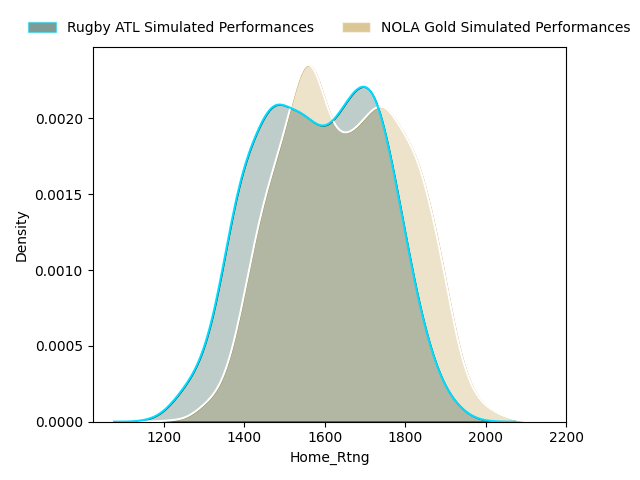 Rugby ATL Simulated Performances NOLA Gold Simulated Performances
Density
0.0020
0.0015
0.0010
0.0005
0.0000
1200 1400 1600 1800 2000 2200
Home_Rtng